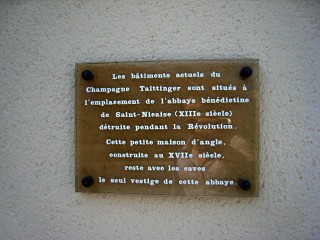 Les bâtiments actuels du
Champagne Taittinger sont situés à
l'emplacement de l'abbaye bénédictine
de Saint-Nicaise (XIIIe siècle)
détruite pendant la Révolution.
Cette petite maison d'angle,
construite au XVIIe siècle,
reste avec les caves
le seul vestige de cette abbaye.